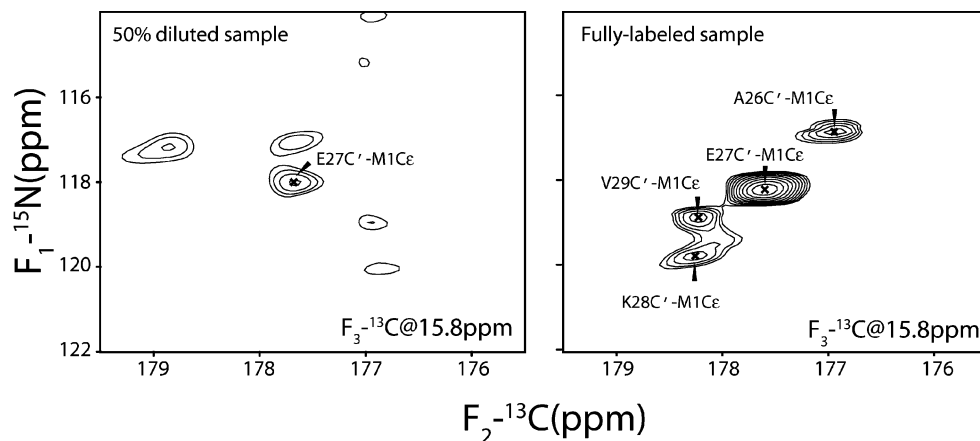 50% diluted sample
Fully-labeled sample
F₁-¹⁵N(ppm)
116
118
120
122
E27C′-M1Cε
A26C′-M1Cε
E27C′-M1Cε
V29C′-M1Cε
K28C′-M1Cε
F₃-¹³C@15.8ppm
F₃-¹³C@15.8ppm
179
178
177
176
179
178
177
176
F₂-¹³C(ppm)